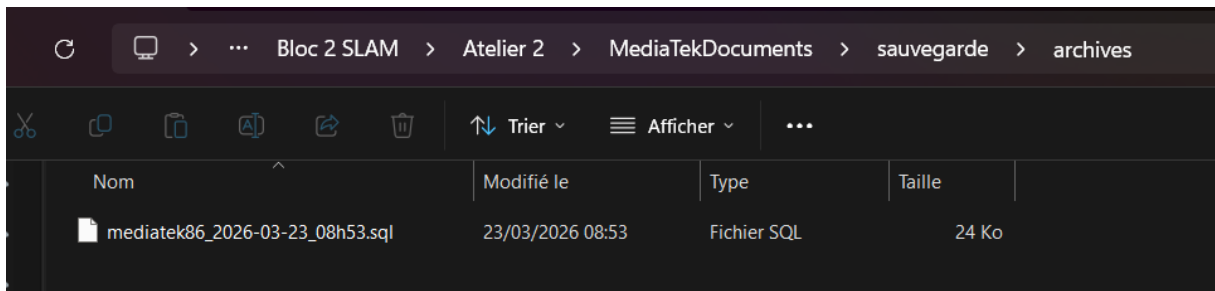 ··· Bloc 2 SLAM > Atelier 2 > MediaTekDocuments > sauvegarde > archives
Trier Afficher ···
Nom Modifié le Type Taille
mediatek86_2026-03-23_08h53.sql 23/03/2026 08:53 Fichier SQL 24 Ko